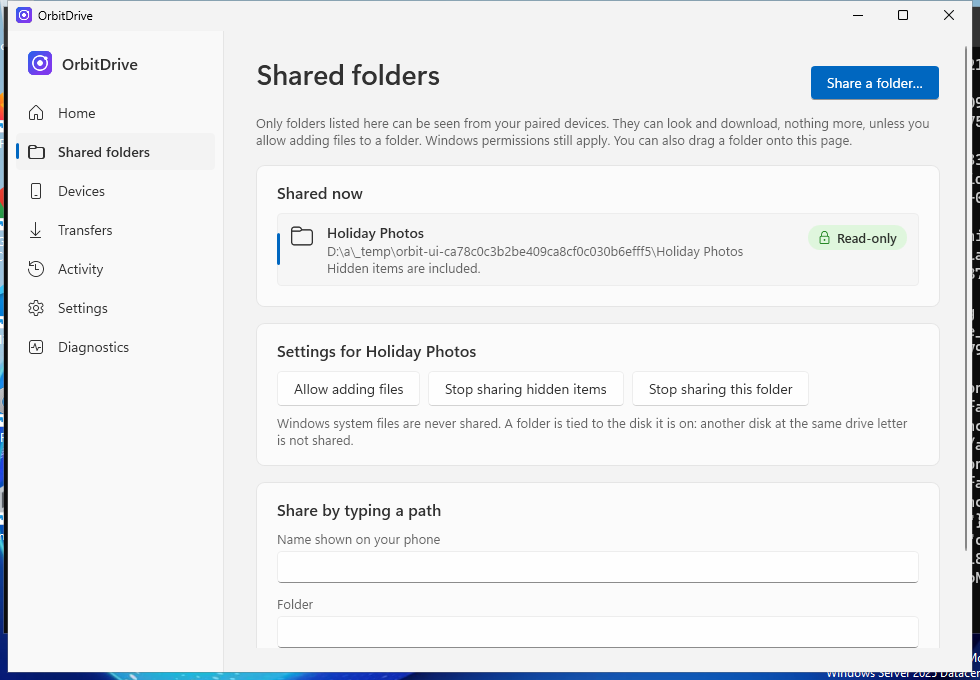 OrbitDrive
OrbitDrive
Home
Shared folders
Devices
Transfers
Activity
Settings
Diagnostics
Shared folders
Share a folder...
Only folders listed here can be seen from your paired devices. They can look and download, nothing more, unless you
allow adding files to a folder. Windows permissions still apply. You can also drag a folder onto this page.
Shared now
Holiday Photos
D:\a\_temp\orbit-ui-ca78c0c3b2be409ca8cf0c030b6efff5\Holiday Photos
Hidden items are included.
Read-only
Settings for Holiday Photos
Allow adding files
Stop sharing hidden items
Stop sharing this folder
Windows system files are never shared. A folder is tied to the disk it is on: another disk at the same drive letter
is not shared.
Share by typing a path
Name shown on your phone
Folder
Windows Server 2025 Datacen